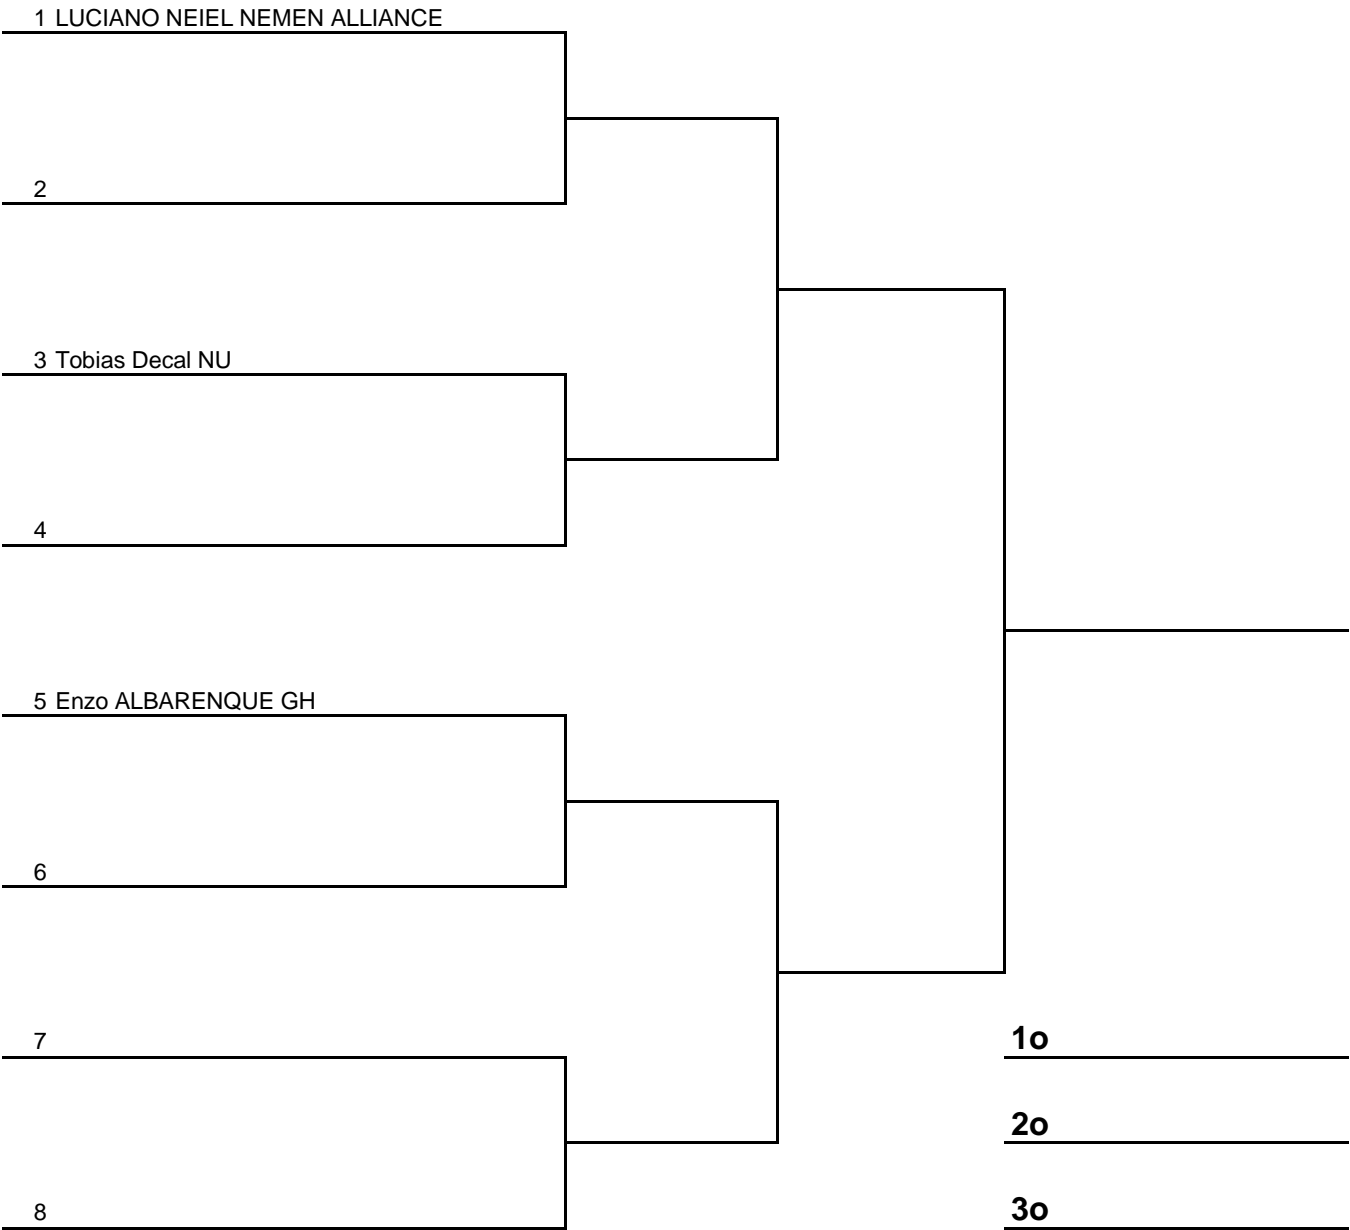 1 LUCIANO NEIEL NEMEN ALLIANCE
2
3 Tobias Decal NU
4
5 Enzo ALBARENQUE GH
6
7
1o
2o
8
3o